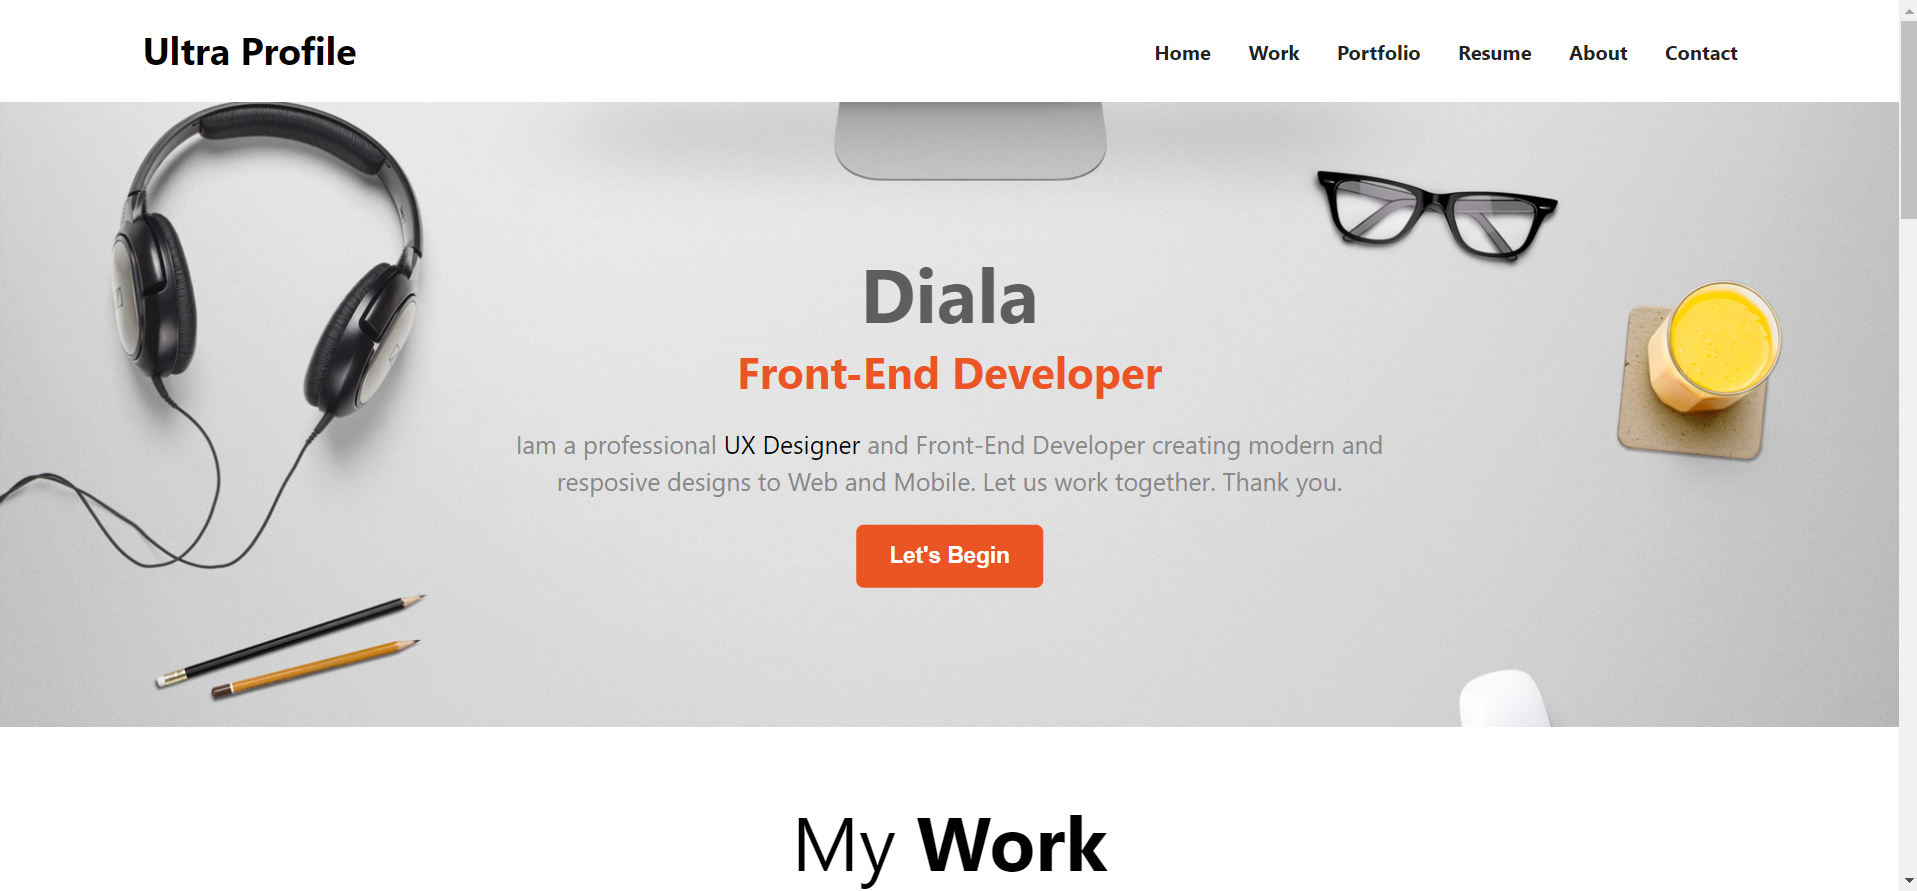 Ultra Profile
Home Work Portfolio Resume About Contact
Diala
Front-End Developer
Iam a professional UX Designer and Front-End Developer creating modern and
resposive designs to Web and Mobile. Let us work together. Thank you.
Let's Begin
My Work